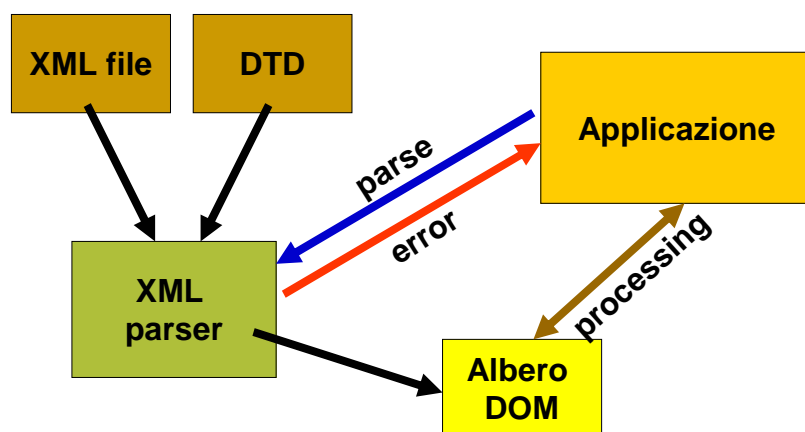 XML file
DTD
Applicazione
parse
error
processing
XML
parser
Albero
DOM